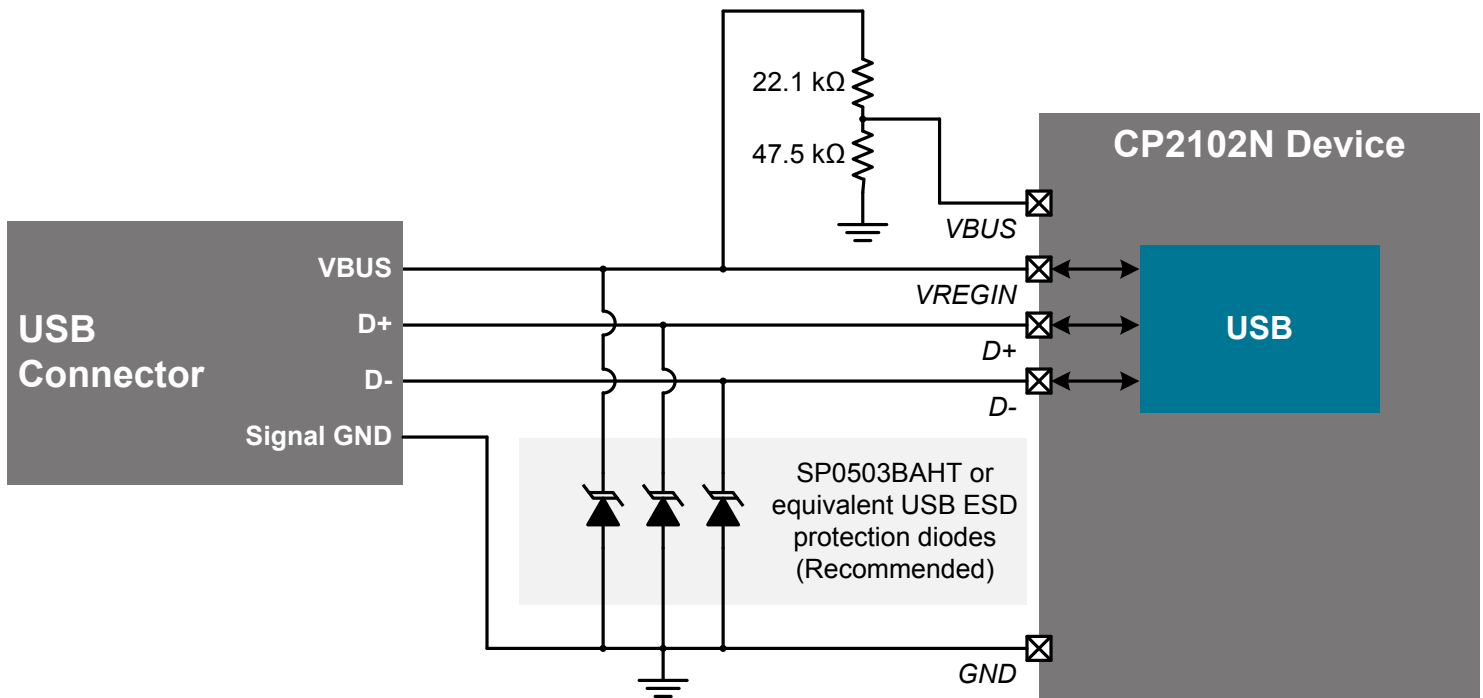 22.1 kΩ
47.5 kΩ
CP2102N Device
VBUS
VBUS
VREGIN
USB
Connector
D+
D+
D-
D-
USB
Signal GND
SP0503BAHT or
equivalent USB ESD
protection diodes
(Recommended)
GND